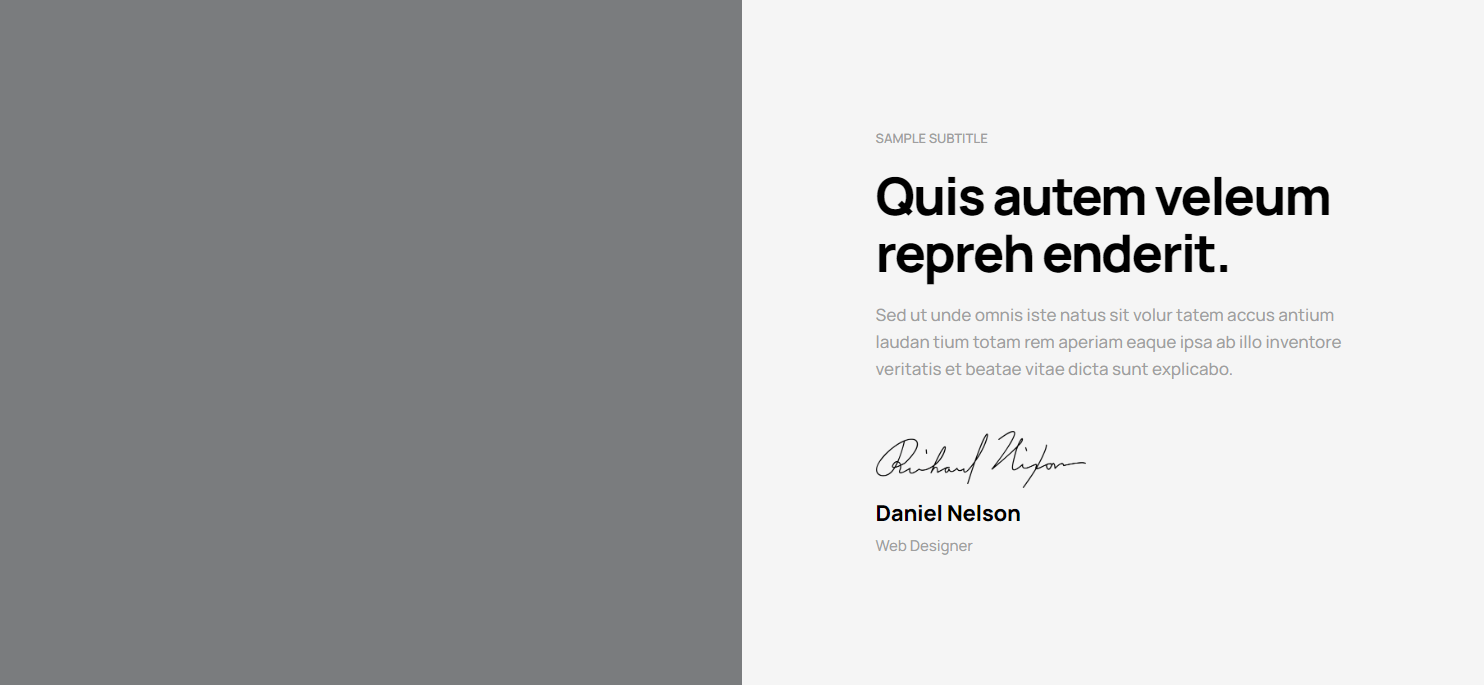 SAMPLE SUBTITLE
Quis autem veleum
repreh enderit.
Sed ut unde omnis iste natus sit volur tatem accus antium
laudan tium totam rem aperiam eaque ipsa ab illo inventore
veritatis et beatae vitae dicta sunt explicabo.
Richard Nixon
Daniel Nelson
Web Designer